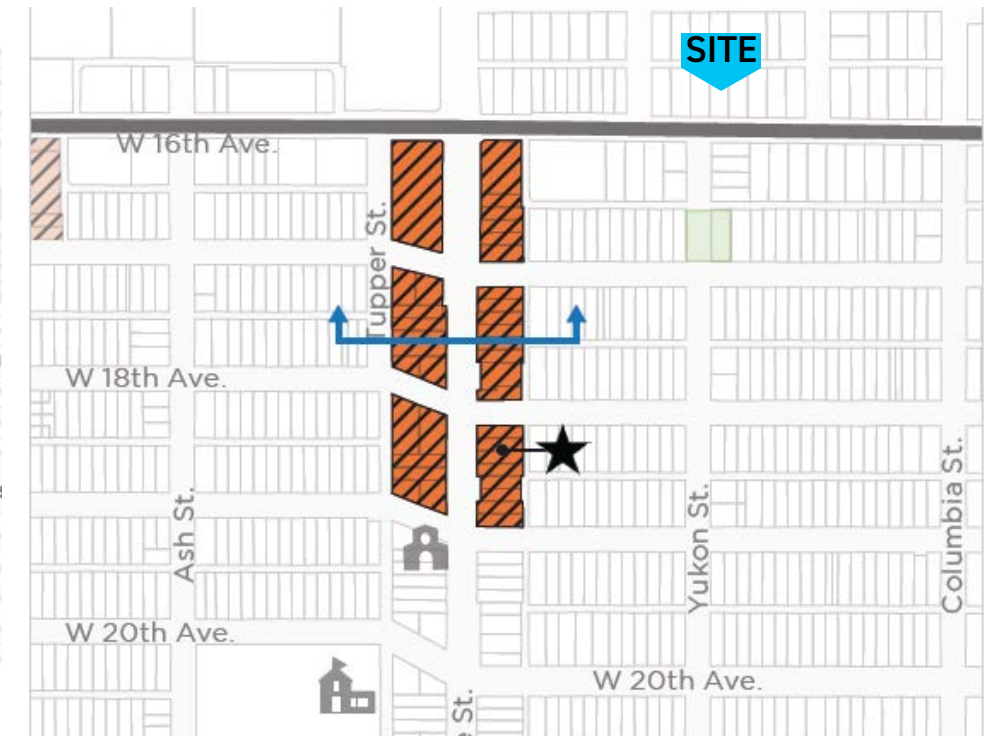 SITE
W 16th Ave.
Tupper St.
W 18th Ave.
Ash St.
Yukon St.
Columbia St.
W 20th Ave.
W 20th Ave.
e St.